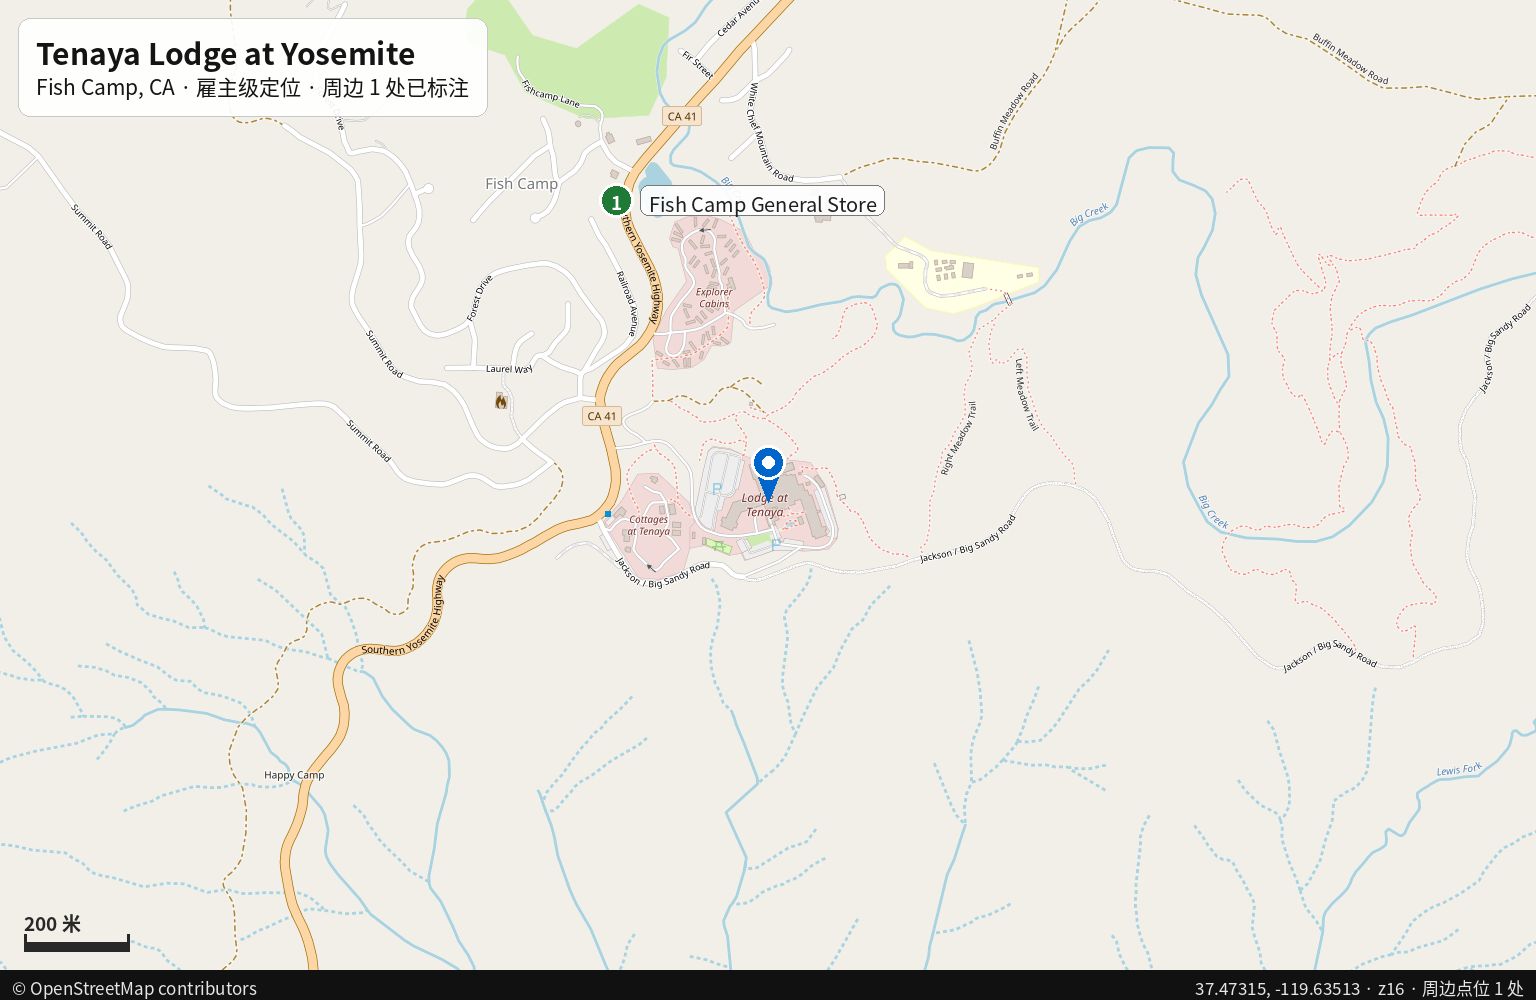 Tenaya Lodge at Yosemite
Fish Camp, CA · 雇主级定位 · 周边 1 处已标注
Cedar Avenu
Fir Street
Buffin Meadow Road
Fishcamp Lane
CA 41
White Chief Mountain Road
Buffin Meadow Road
Fish Camp
1
Fish Camp General Store
Big Creek
Summit Road
Southern Yosemite Highway
Railroad Avenue
Forest Drive
Explorer
Cabins
Summit Road
Laurel Way
Jackson / Big Sandy Road
Left Meadow Trail
Right Meadow Trail
CA 41
Summit Road
P
Lodge at
Tenaya
Cottages
at Tenaya
P
Big Creek
Jackson / Big Sandy Road
Jackson / Big Sandy Road
Southern Yosemite Highway
Jackson / Big Sandy Road
Happy Camp
Lewis Fork
200 米
© OpenStreetMap contributors
37.47315, -119.63513 · z16 · 周边点位 1 处